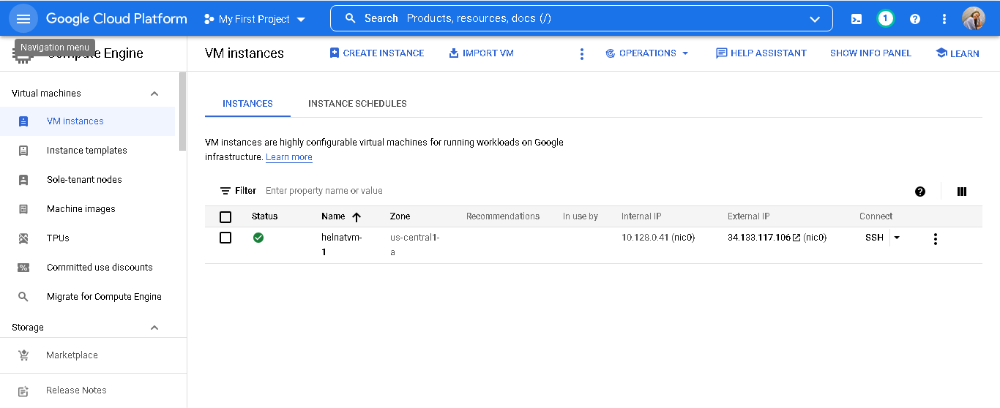 Google Cloud Platform
My First Project
Search Products, resources, docs (/)
1
Navigation menu
Compute Engine
VM instances
CREATE INSTANCE
IMPORT VM
OPERATIONS
HELP ASSISTANT
SHOW INFO PANEL
LEARN
Virtual machines
VM instances
Instance templates
Sole-tenant nodes
Machine images
TPUs
Committed use discounts
Migrate for Compute Engine
Storage
Marketplace
Release Notes
INSTANCES
INSTANCE SCHEDULES
VM instances are highly configurable virtual machines for running workloads on Google
infrastructure. Learn more
Filter Enter property name or value
Status Name Zone Recommendations In use by Internal IP External IP Connect
helnatvm- us-central1- 10.128.0.41 (nic0) 34.133.117.106 (nic0) SSH
1 a